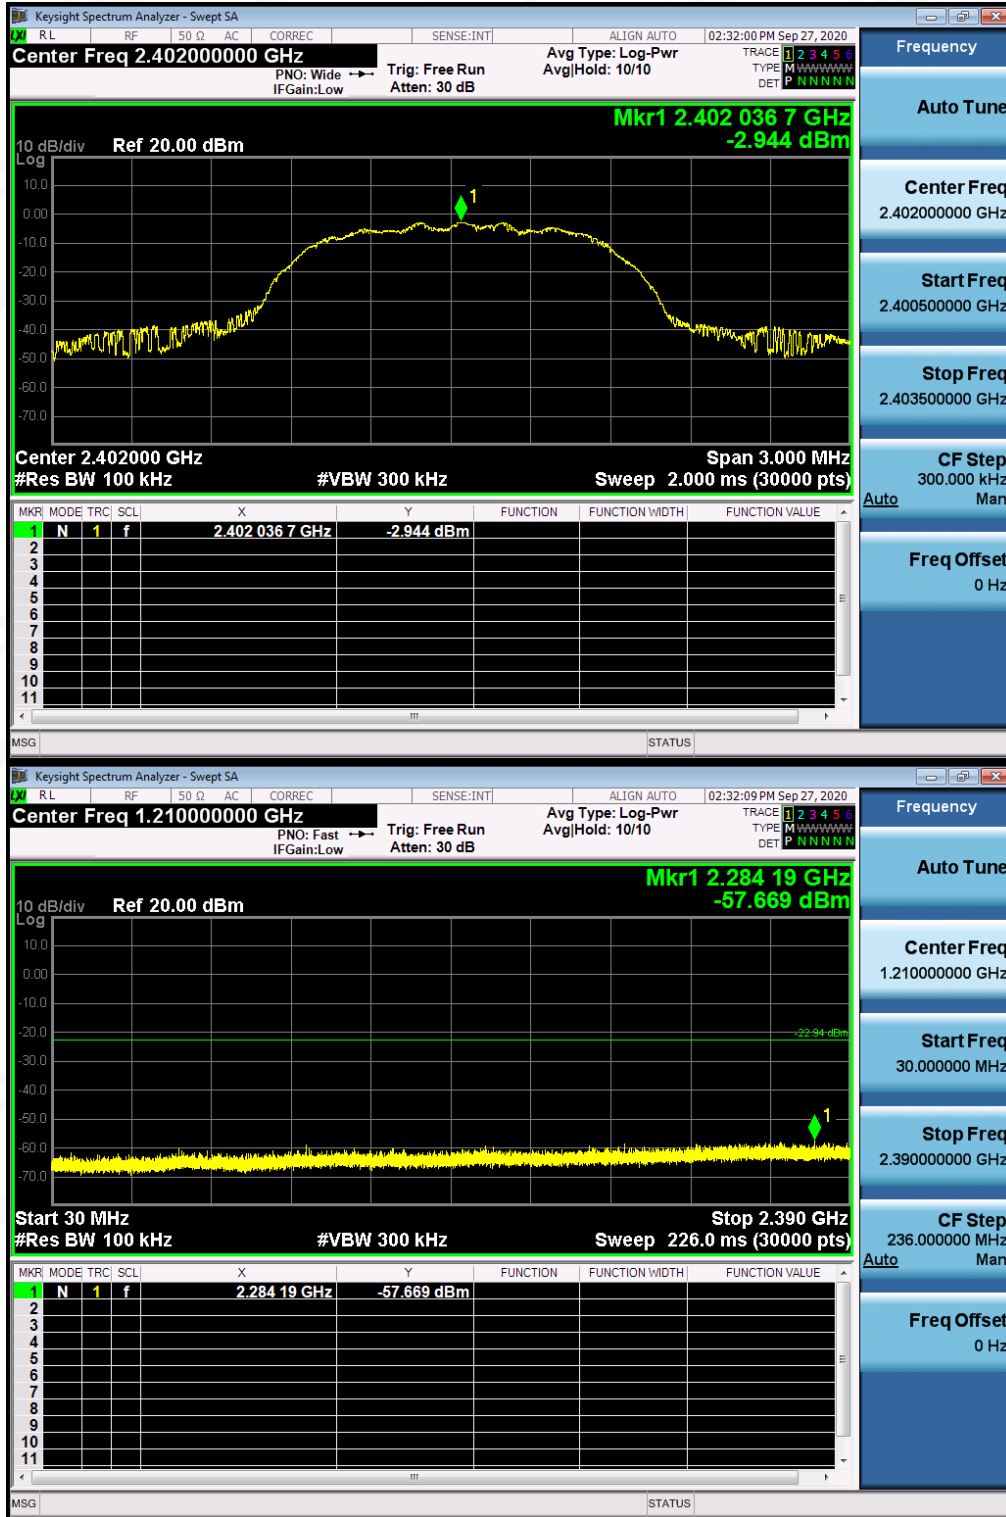 Keysight Spectrum Analyzer - Swept SA
LXI RL RF 50 Ω AC CORREC SENSE:INT ALIGN AUTO 02:32:00 PM Sep 27, 2020
Center Freq 2.402000000 GHz
PNO: Wide
IFGain:Low
Trig: Free Run
Atten: 30 dB
Avg Type: Log-Pwr
Avg|Hold: 10/10
TRACE 1 2 3 4 5 6
TYPE M WWWWW
DET P N N N N N
Mkr1 2.402 036 7 GHz
-2.944 dBm
10 dB/div Ref 20.00 dBm
Log
10.0
0.00
-10.0
-20.0
-30.0
-40.0
-50.0
-60.0
-70.0
1
Center 2.402000 GHz Span 3.000 MHz
#Res BW 100 kHz #VBW 300 kHz Sweep 2.000 ms (30000 pts)
MKR MODE TRC SCL X Y FUNCTION FUNCTION WIDTH FUNCTION VALUE
1 N 1 f 2.402 036 7 GHz -2.944 dBm
2
3
4
5
6
7
8
9
10
11
MSG STATUS
Frequency
Auto Tune
Center Freq
2.402000000 GHz
Start Freq
2.400500000 GHz
Stop Freq
2.403500000 GHz
CF Step
300.000 kHz
Auto Man
Freq Offset
0 Hz
Keysight Spectrum Analyzer - Swept SA
LXI RL RF 50 Ω AC CORREC SENSE:INT ALIGN AUTO 02:32:09 PM Sep 27, 2020
Center Freq 1.210000000 GHz
PNO: Fast
IFGain:Low
Trig: Free Run
Atten: 30 dB
Avg Type: Log-Pwr
Avg|Hold: 10/10
TRACE 1 2 3 4 5 6
TYPE M WWWWW
DET P N N N N N
Mkr1 2.284 19 GHz
-57.669 dBm
10 dB/div Ref 20.00 dBm
Log
10.0
0.00
-10.0
-20.0
-30.0
-40.0
-50.0
-60.0
-70.0
-22.94 dBm
1
Start 30 MHz Stop 2.390 GHz
#Res BW 100 kHz #VBW 300 kHz Sweep 226.0 ms (30000 pts)
MKR MODE TRC SCL X Y FUNCTION FUNCTION WIDTH FUNCTION VALUE
1 N 1 f 2.284 19 GHz -57.669 dBm
2
3
4
5
6
7
8
9
10
11
MSG STATUS
Frequency
Auto Tune
Center Freq
1.210000000 GHz
Start Freq
30.000000 MHz
Stop Freq
2.390000000 GHz
CF Step
236.000000 MHz
Auto Man
Freq Offset
0 Hz